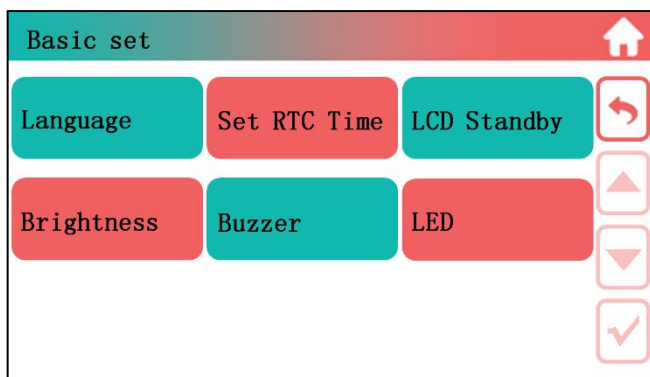 Basic set
Language
Set RTC Time
LCD Standby
Brightness
Buzzer
LED